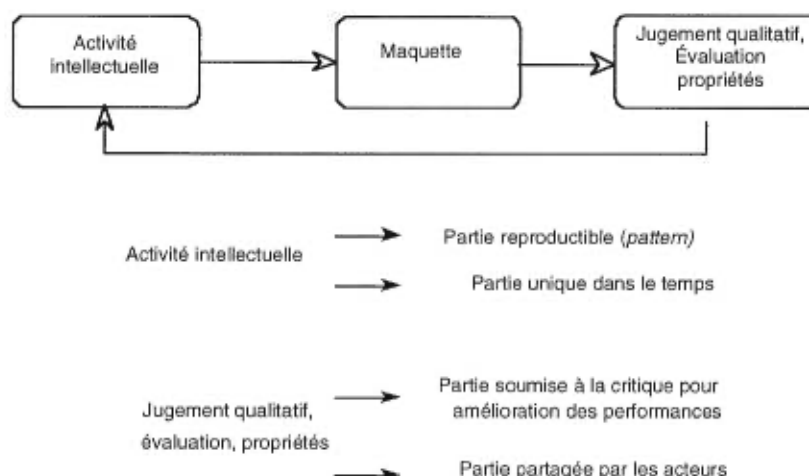 Activité
intellectuelle
Maquette
Jugement qualitatif,
Évaluation
propriétés
Activité intellectuelle
Partie reproductible (pattern)
Partie unique dans le temps
Jugement qualitatif,
évaluation, propriétés
Partie soumise à la critique pour
amélioration des performances
Partie partagée par les acteurs